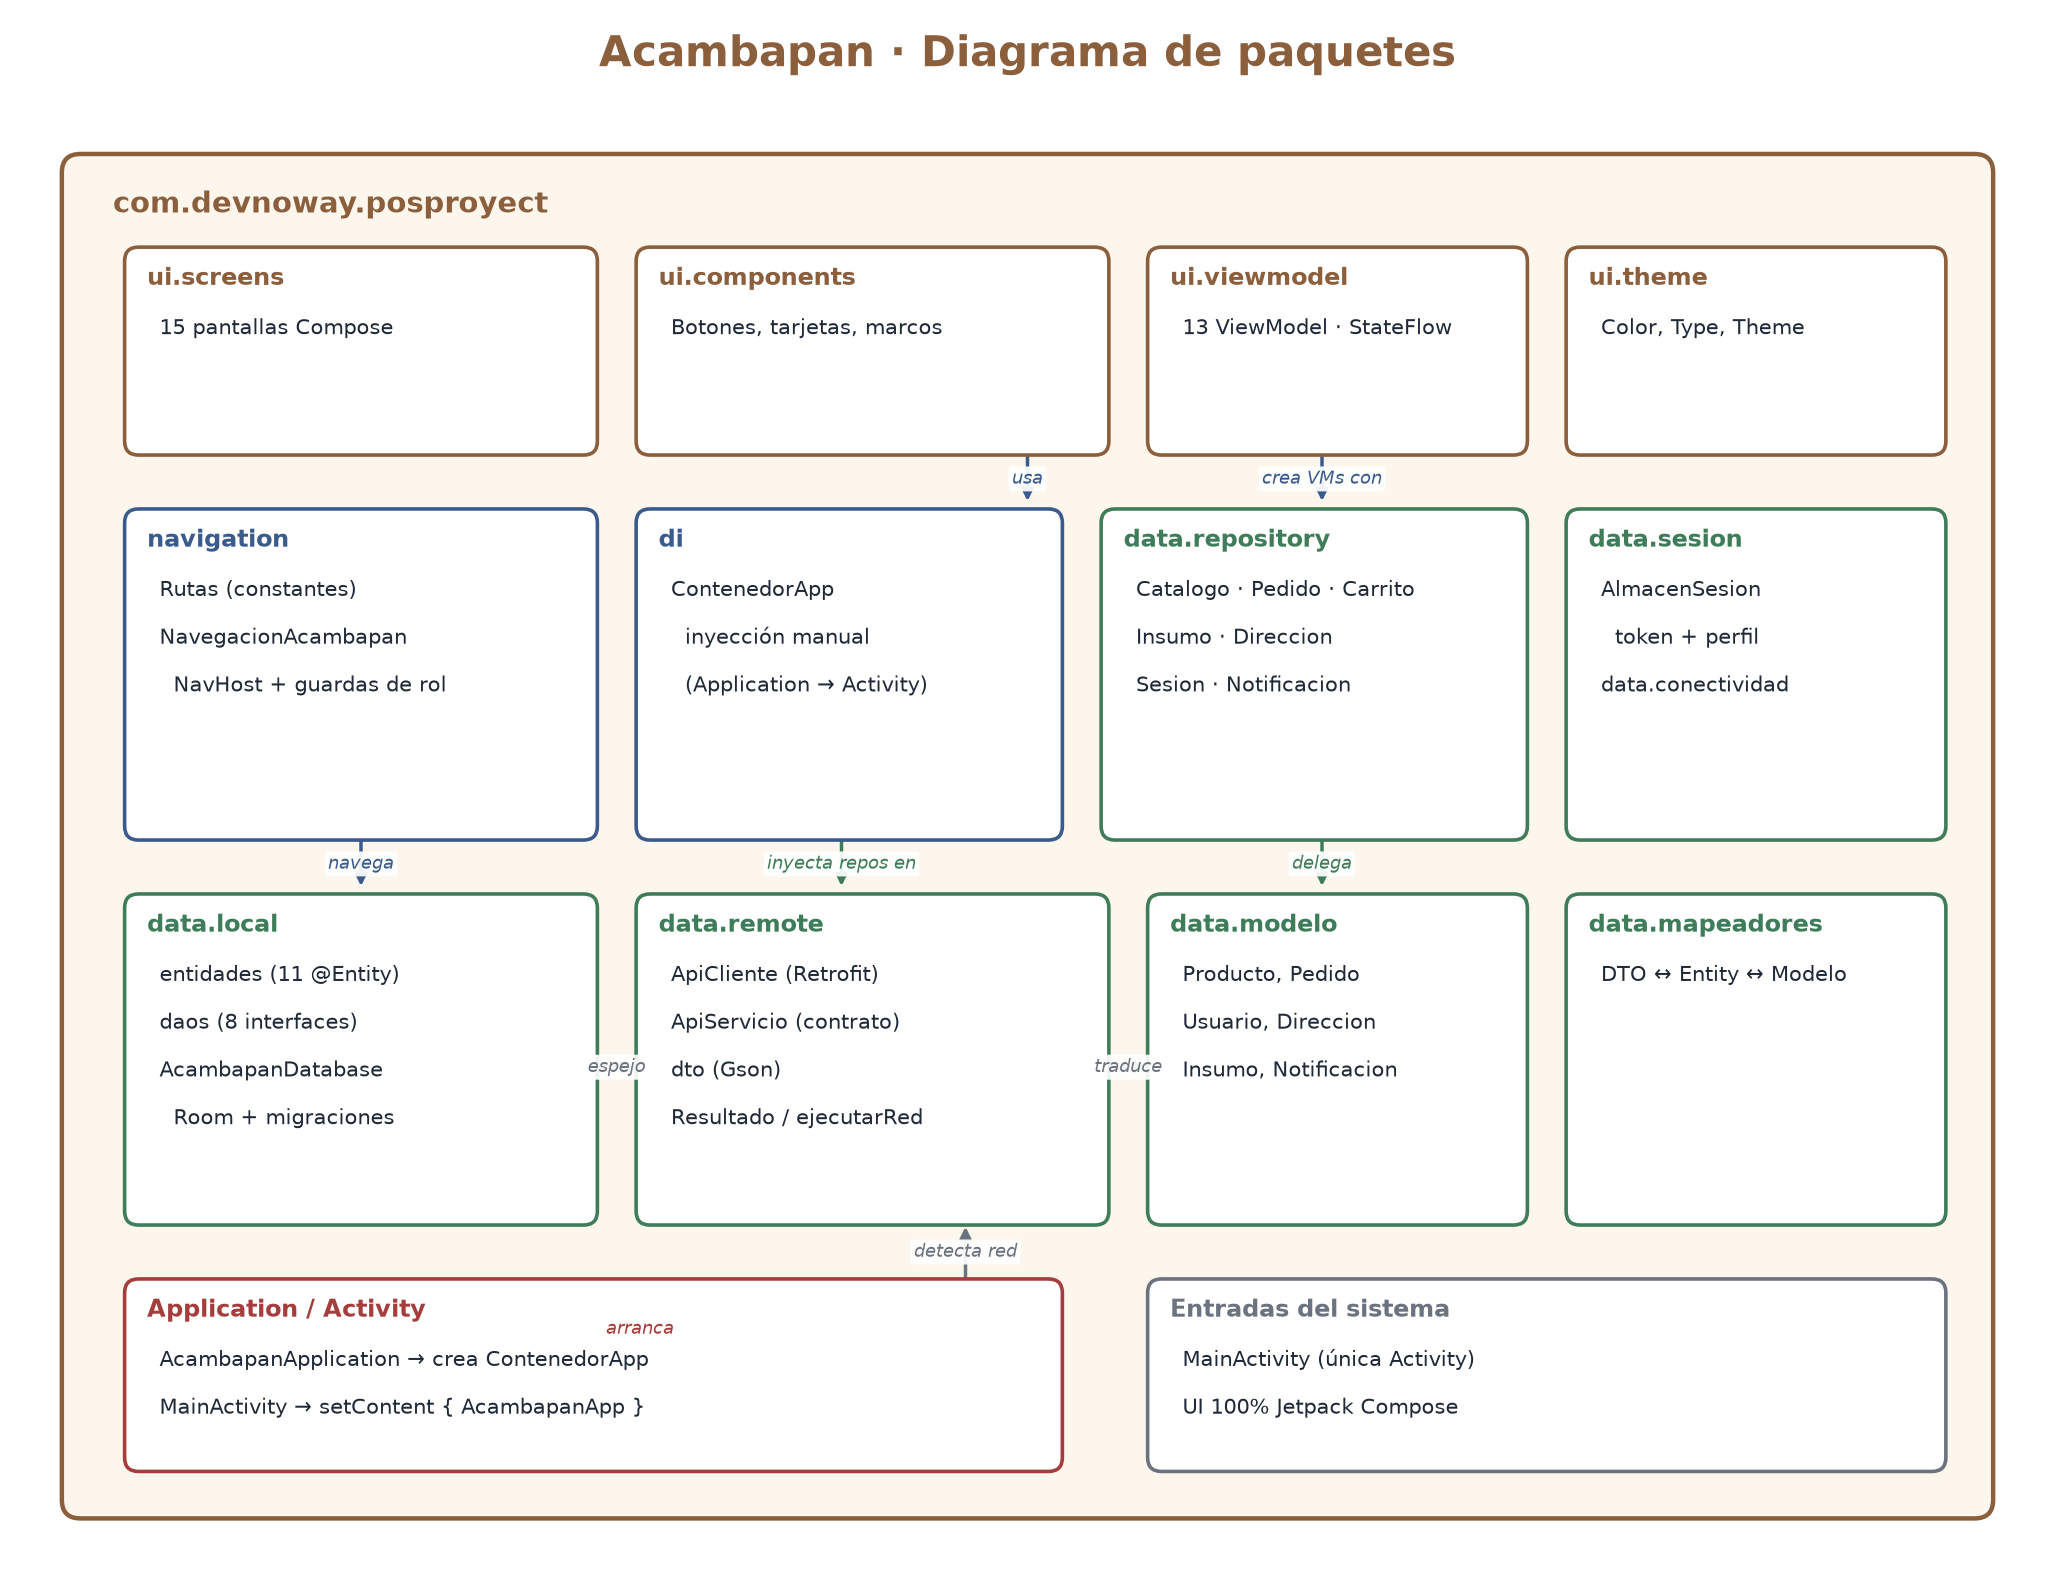 Acambapan · Diagrama de paquetes
com.devnoway.posproyect
ui.screens
15 pantallas Compose
ui.components
Botones, tarjetas, marcos
ui.viewmodel
13 ViewModel · StateFlow
ui.theme
Color, Type, Theme
usa
crea VMs con
navigation
Rutas (constantes)
NavegacionAcambapan
NavHost + guardas de rol
di
ContenedorApp
inyección manual
(Application → Activity)
data.repository
Catalogo · Pedido · Carrito
Insumo · Direccion
Sesion · Notificacion
data.sesion
AlmacenSesion
token + perfil
data.conectividad
navega
inyecta repos en
delega
data.local
entidades (11 @Entity)
daos (8 interfaces)
AcambapanDatabase
Room + migraciones
espejo
data.remote
ApiCliente (Retrofit)
ApiServicio (contrato)
dto (Gson)
Resultado / ejecutarRed
traduce
data.modelo
Producto, Pedido
Usuario, Direccion
Insumo, Notificacion
data.mapeadores
DTO ↔ Entity ↔ Modelo
detecta red
Application / Activity
arranca
AcambapanApplication → crea ContenedorApp
MainActivity → setContent { AcambapanApp }
Entradas del sistema
MainActivity (única Activity)
UI 100% Jetpack Compose